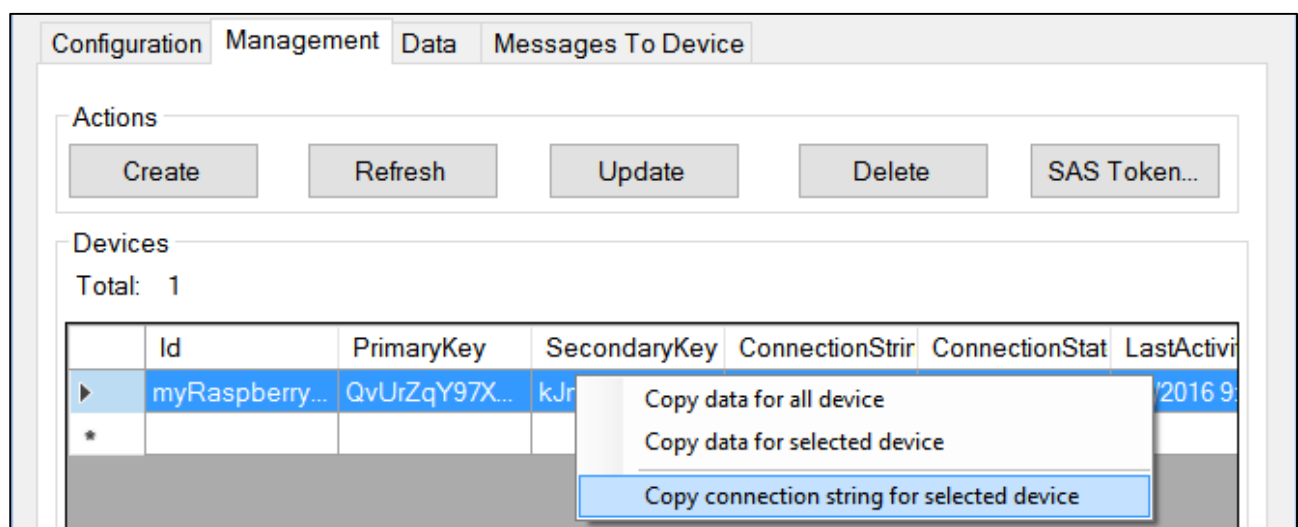 Configuration Management Data Messages To Device
Actions
Create Refresh Update Delete SAS Token...
Devices
Total: 1
Id PrimaryKey SecondaryKey ConnectionStrin ConnectionStat LastActivit
myRaspberry... QvUrZqY97X... kJr /2016 9:
*
Copy data for all device
Copy data for selected device
Copy connection string for selected device